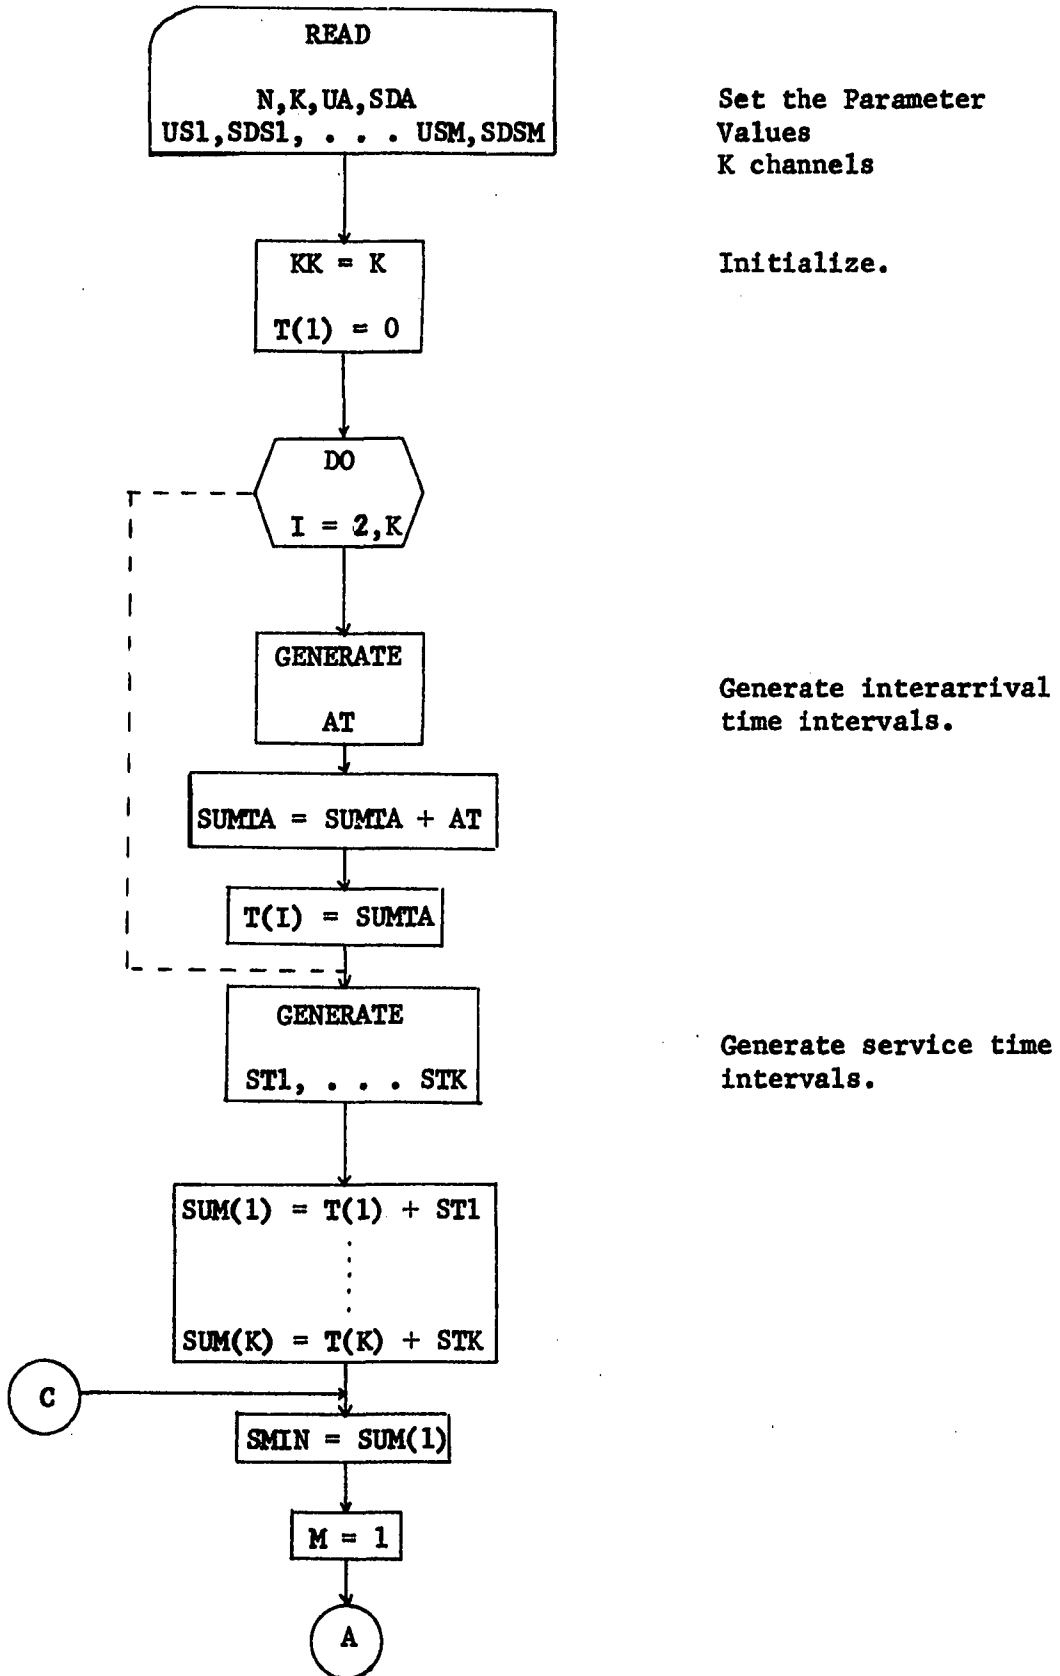 READ
N,K,UA,SDA
US1,SDS1, . . . USM,SDSM
Set the Parameter
Values
K channels
KK = K
T(1) = 0
Initialize.
DO
I = 2,K
GENERATE
AT
Generate interarrival
time intervals.
SUMTA = SUMTA + AT
T(I) = SUMTA
GENERATE
ST1, . . . STK
Generate service time
intervals.
SUM(1) = T(1) + ST1
SUM(K) = T(K) + STK
C
SMIN = SUM(1)
M = 1
A